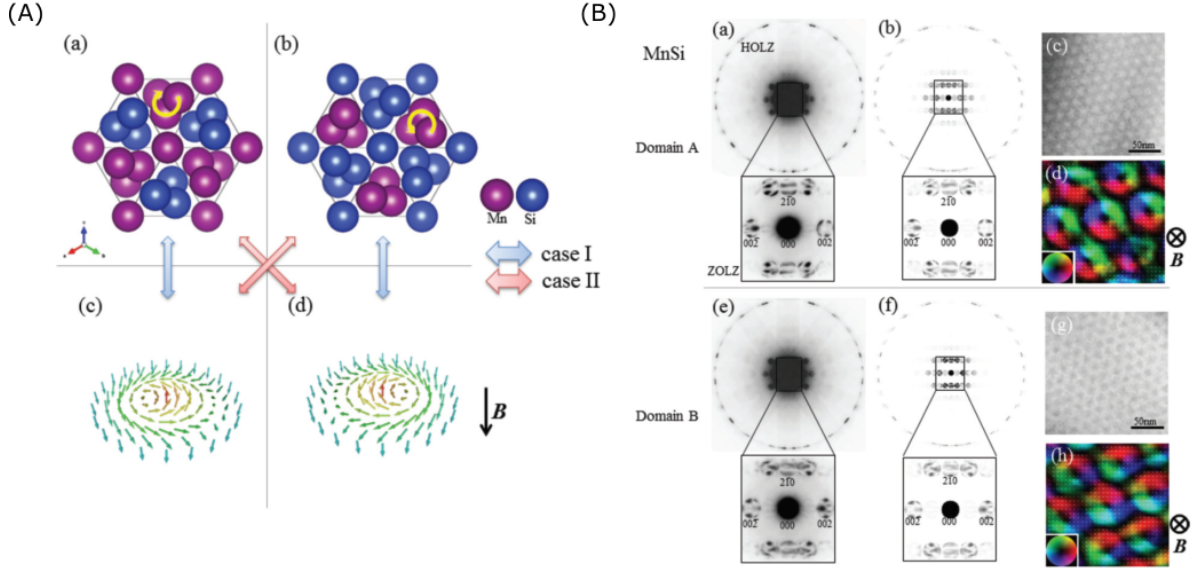 (A)
(a)
(b)
Mn
Si
case I
case II
(c)
(d)
B
(B)
MnSi
(a)
HOLZ
(b)
(c)
50nm
Domain A
(d)
210
002
000
002
ZOLZ
210
002
000
002
B
(e)
(f)
(g)
50nm
Domain B
(h)
210
002
000
002
210
002
000
002
B